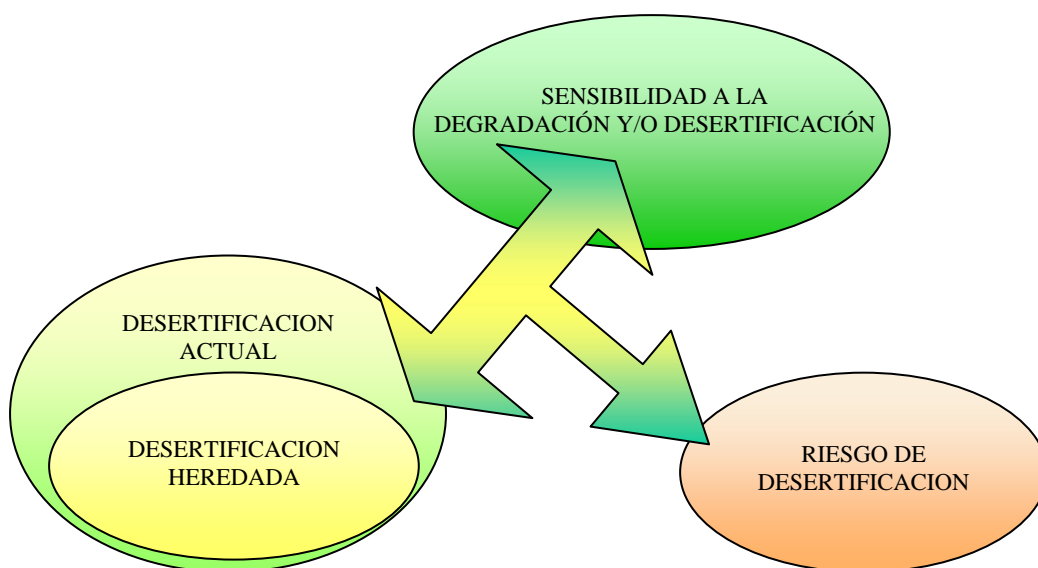 SENSIBILIDAD A LA
DEGRADACIÓN Y/O DESERTIFICACIÓN
DESERTIFICACION
ACTUAL
DESERTIFICACION
HEREDADA
RIESGO DE
DESERTIFICACION